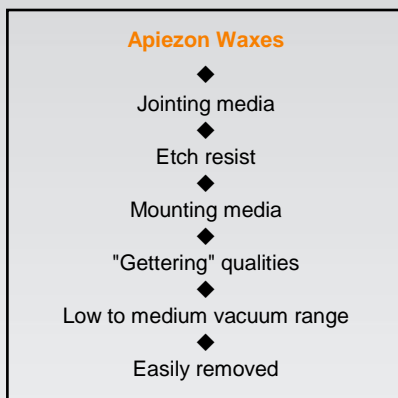 Apiezon Waxes
◆
Jointing media
◆
Etch resist
◆
Mounting media
◆
"Gettering" qualities
◆
Low to medium vacuum range
◆
Easily removed